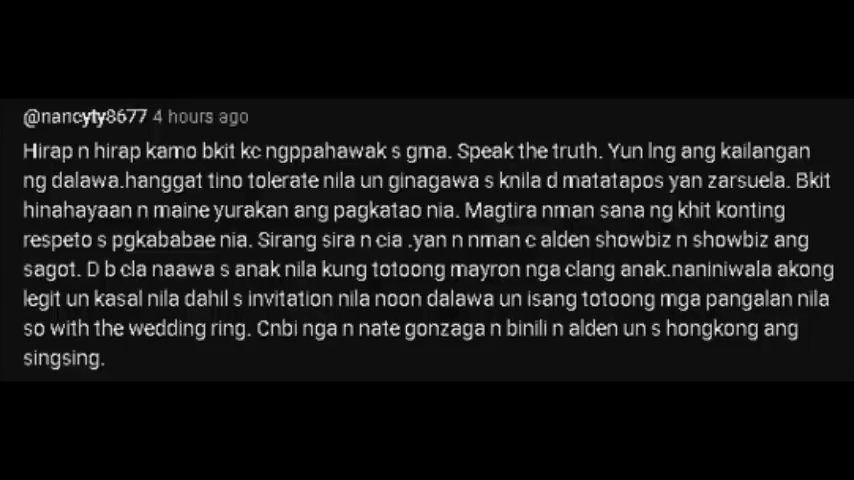 @nancyty8677 4 hours ago
Hirap n hirap kamo bkit kc ngppahawak s gma. Speak the truth. Yun lng ang kailangan
ng dalawa.hanggat tino tolerate nila un ginagawa s knila d matatapos yan zarsuela. Bkit
hinahayaan n maine yurakan ang pagkatao nia. Magtira nman sana ng khit konting
respeto s pgkababae nia. Sirang sira n cia .yan n nman c alden showbiz n showbiz ang
sagot. D b cla naawa s anak nila kung totoong mayron nga clang anak.naniniwala akong
legit un kasal nila dahil s invitation nila noon dalawa un isang totoong mga pangalan nila
so with the wedding ring. Cnbi nga n nate gonzaga n binili n alden un s hongkong ang
singsing.